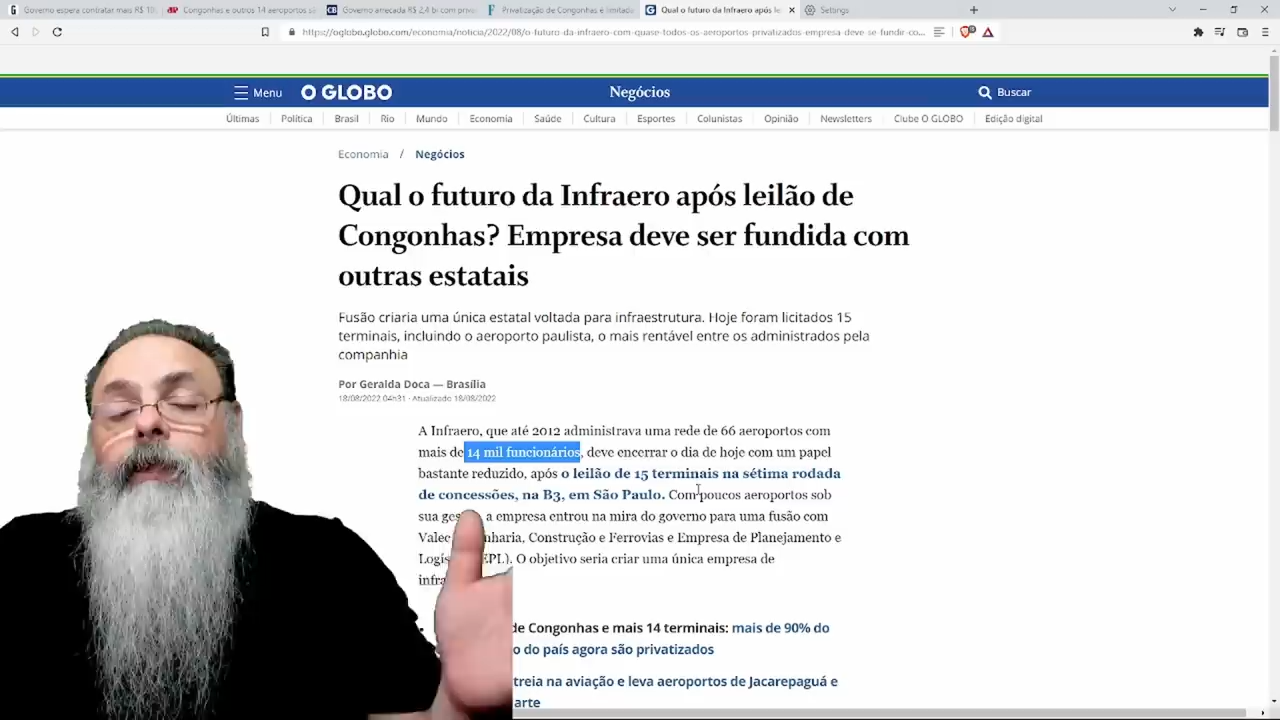 Governo espera contratar mais R$ 10
Congonhas e outros 14 aeroportos s
Governo arrecada R$ 2,4 bi com priva
Privatização de Congonhas é limitada
Qual o futuro da Infraero após le
Settings
https://oglobo.globo.com/economia/noticia/2022/08/o-futuro-da-infraero-com-quase-todos-os-aeroportos-privatizados-empresa-deve-se-fundir-co...
Menu
O GLOBO
Negócios
Buscar
Últimas
Política
Brasil
Rio
Mundo
Economia
Saúde
Cultura
Esportes
Colunistas
Opinião
Newsletters
Clube O GLOBO
Edição digital
Economia / Negócios
Qual o futuro da Infraero após leilão de
Congonhas? Empresa deve ser fundida com
outras estatais
Fusão criaria uma única estatal voltada para infraestrutura. Hoje foram licitados 15
terminais, incluindo o aeroporto paulista, o mais rentável entre os administrados pela
companhia
Por Geralda Doca — Brasília
18/08/2022 04h31 · Atualizado 18/08/2022
A Infraero, que até 2012 administrava uma rede de 66 aeroportos com
mais de 14 mil funcionários, deve encerrar o dia de hoje com um papel
bastante reduzido, após o leilão de 15 terminais na sétima rodada
de concessões, na B3, em São Paulo. Com poucos aeroportos sob
sua ges a empresa entrou na mira do governo para uma fusão com
Valec nharia, Construção e Ferrovias e Empresa de Planejamento e
Logís EPL). O objetivo seria criar uma única empresa de
infra
de Congonhas e mais 14 terminais: mais de 90% do
o do país agora são privatizados
treia na aviação e leva aeroportos de Jacarepaguá e
arte